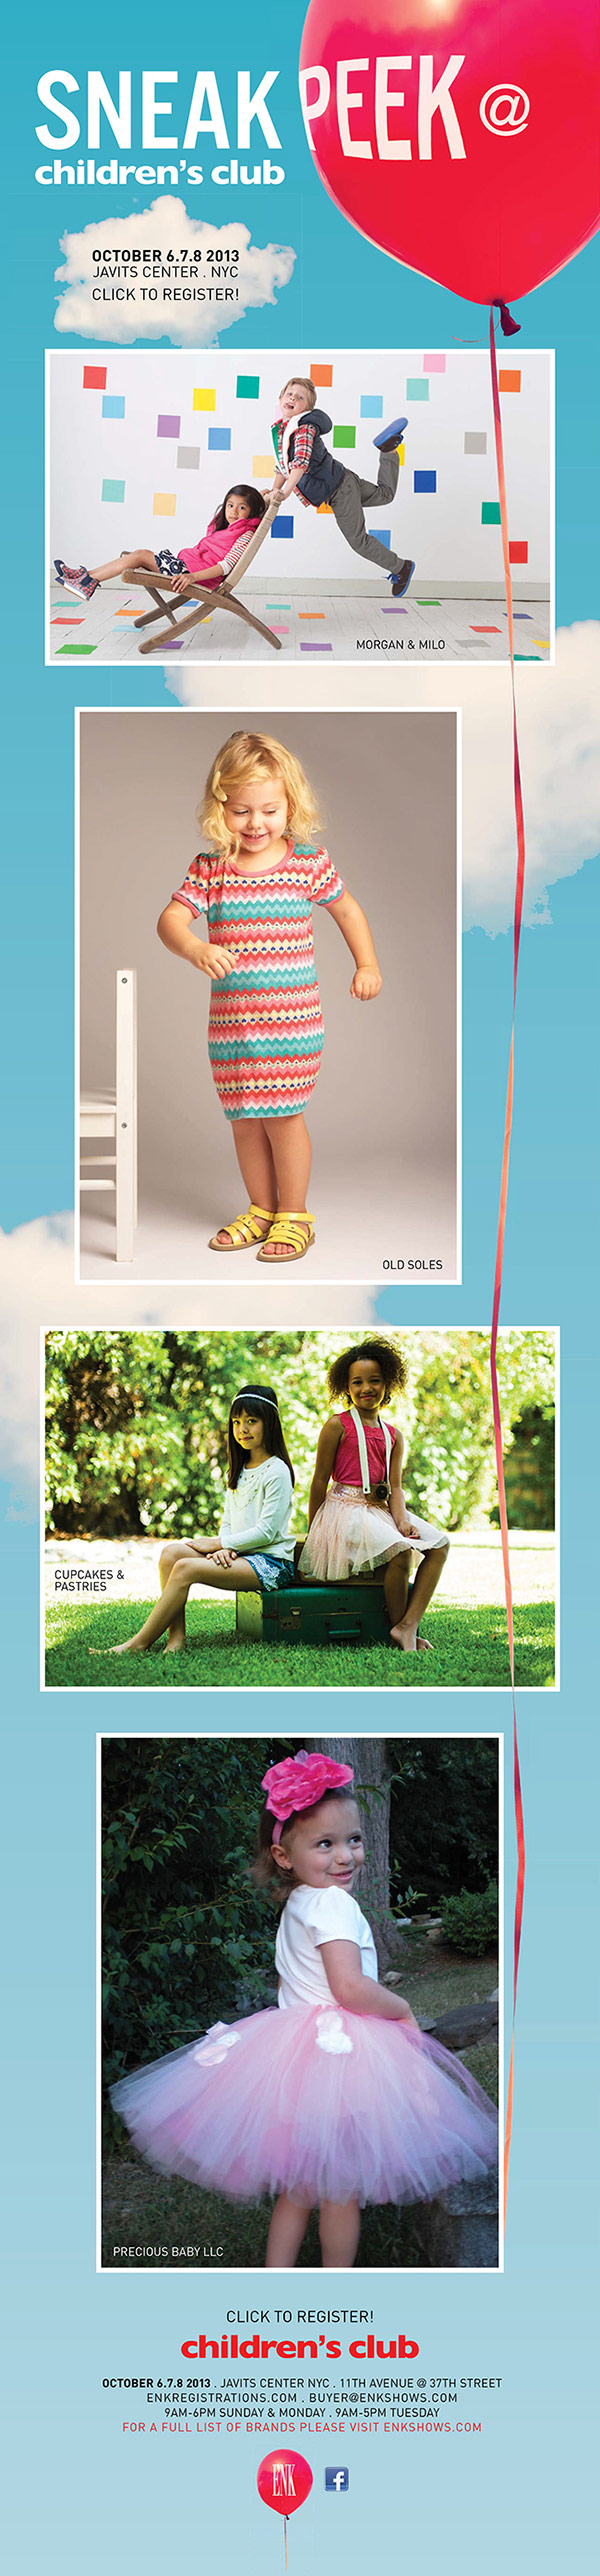 SNEAK PEEK @
children's club
OCTOBER 6.7.8 2013
JAVITS CENTER . NYC
CLICK TO REGISTER!
MORGAN & MILO
OLD SOLES
CUPCAKES &
PASTRIES
PRECIOUS BABY LLC
CLICK TO REGISTER!
children's club
OCTOBER 6.7.8 2013 . JAVITS CENTER NYC . 11TH AVENUE @ 37TH STREET
ENKREGISTRATIONS.COM . BUYER@ENKSHOWS.COM
9AM-6PM SUNDAY & MONDAY . 9AM-5PM TUESDAY
FOR A FULL LIST OF BRANDS PLEASE VISIT ENKSHOWS.COM
ENK f